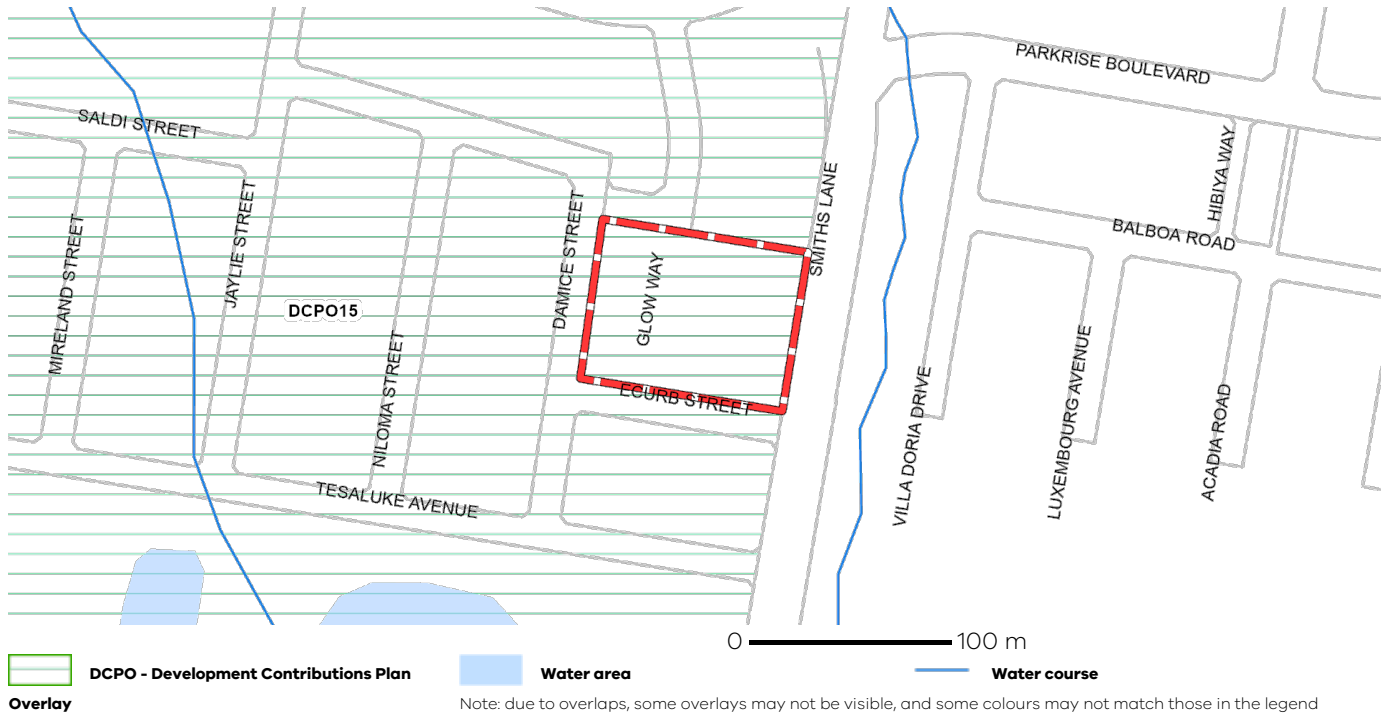 PARKRISE BOULEVARD
SALDI STREET
HIBIYA WAY
SMITHS LANE
JAYLIE STREET
DAMICE STREET
MIRELAND STREET
BALBOA ROAD
GLOW WAY
DCPO15
NILOMA STREET
ECURB STREET
VILLA DORIA DRIVE
LUXEMBOURG AVENUE
ACADIA ROAD
TESALUKE AVENUE
0 100 m
DCPO - Development Contributions Plan
Overlay
Water area
Water course
Note: due to overlaps, some overlays may not be visible, and some colours may not match those in the legend